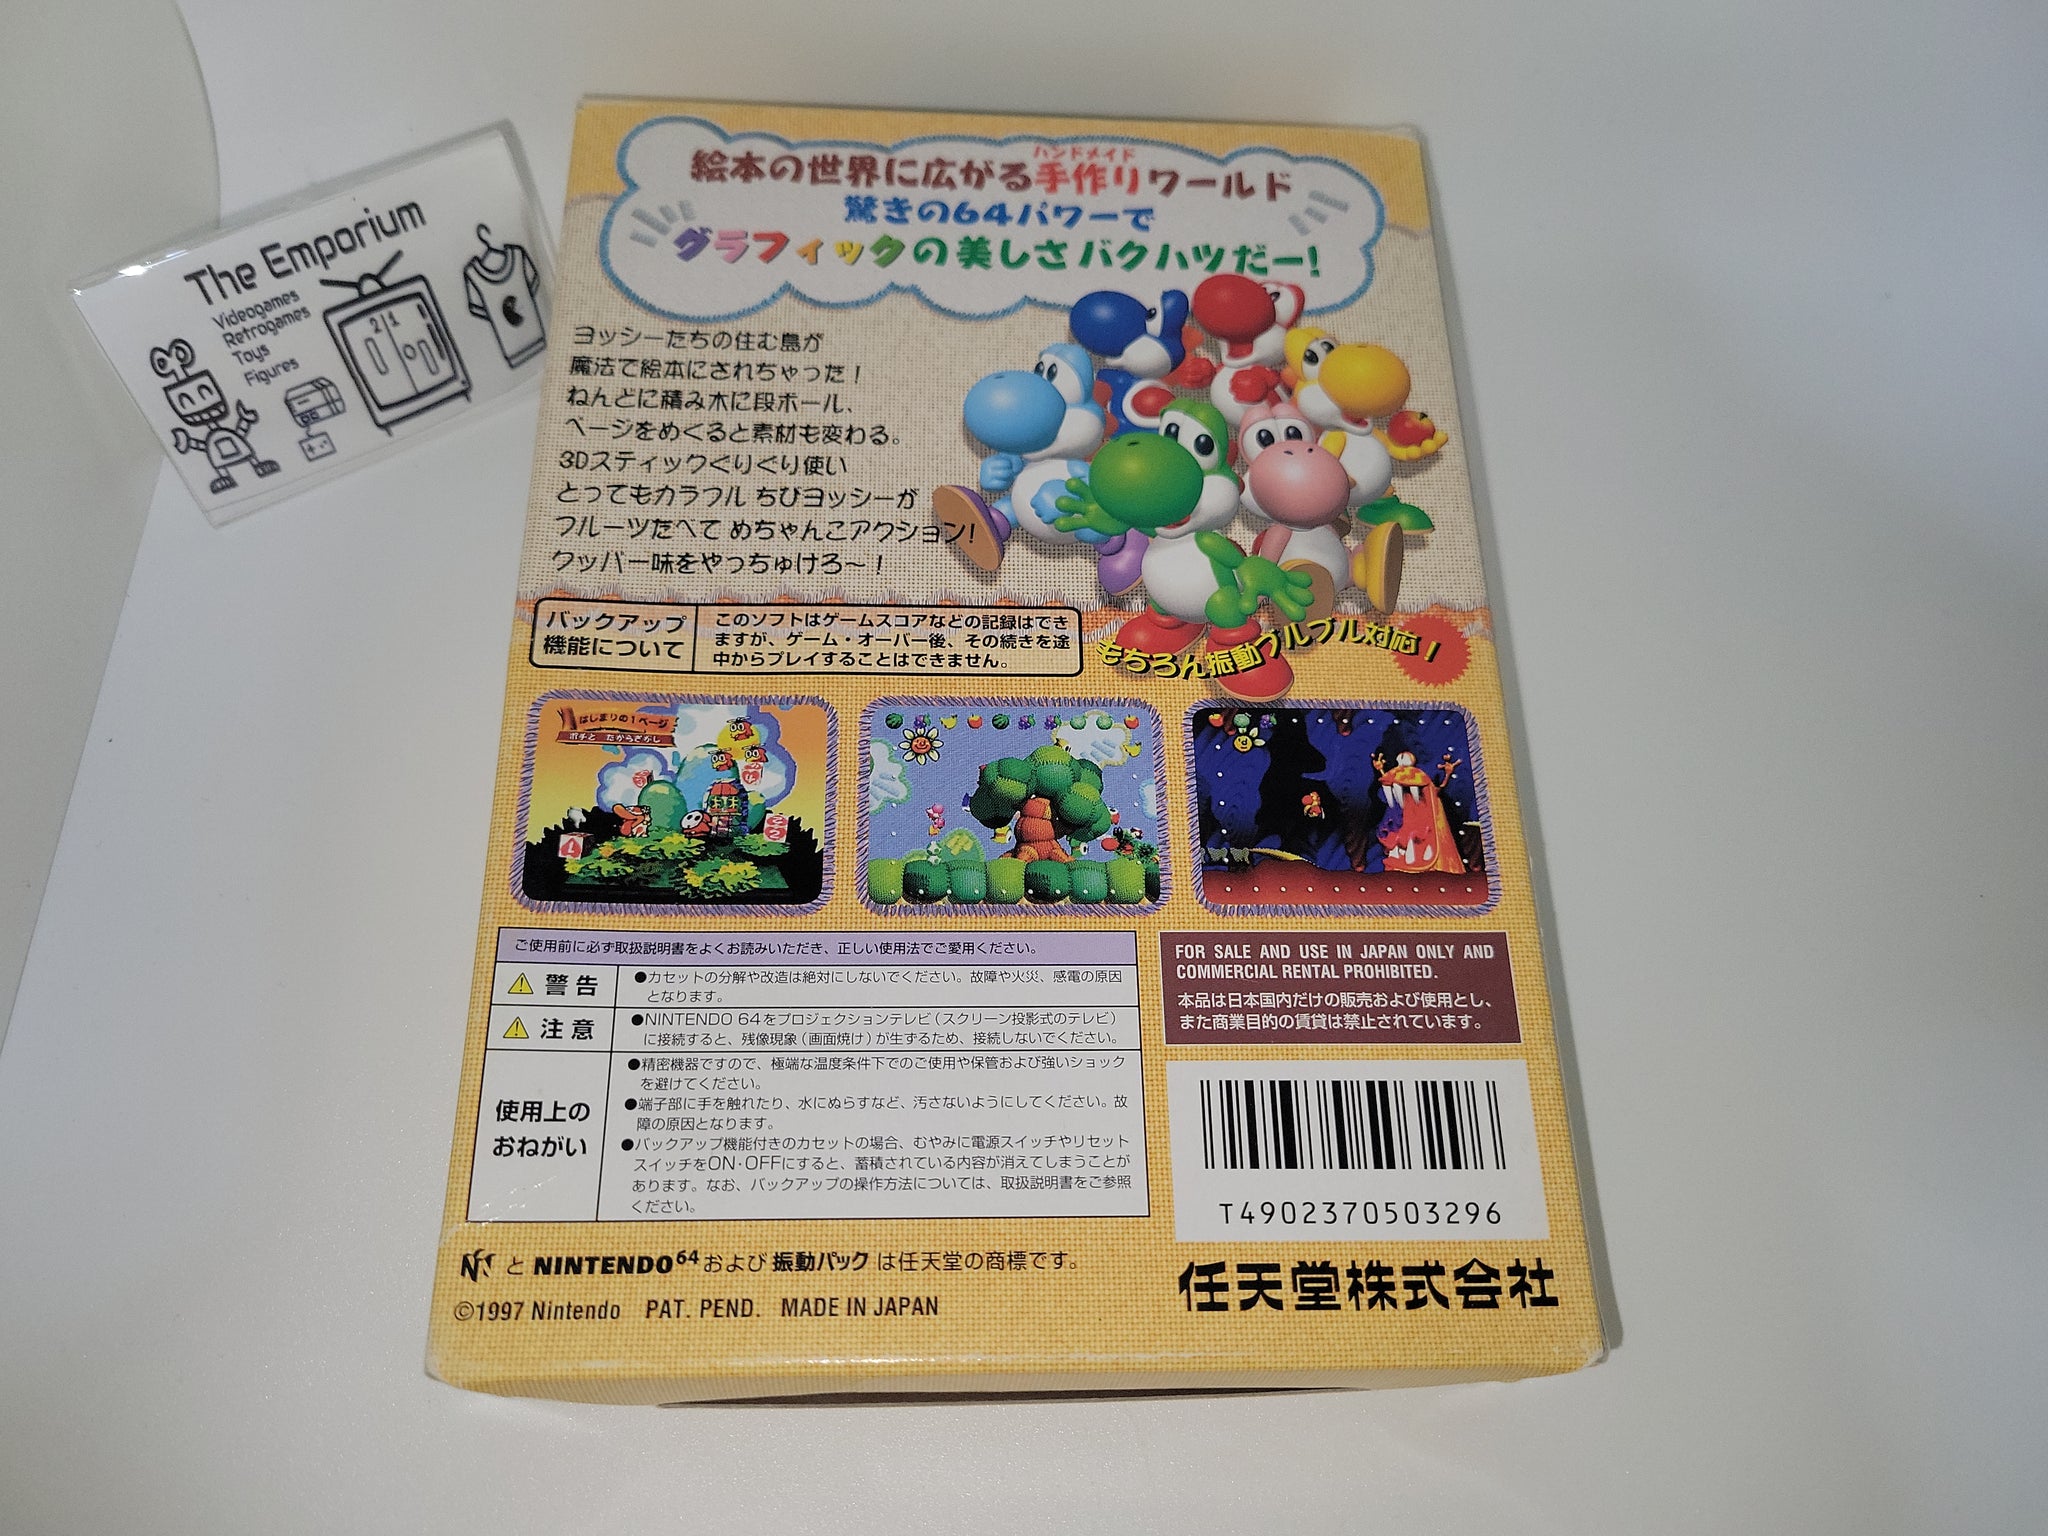 The Emporium
Videogames
Retrogames
Toys
Figures
ハンドメイド
絵本の世界に広がる手作りワールド
驚きの64パワーで
グラフィックの美しさバクハツだー!
ヨッシーたちの住む島が
魔法で絵本にされちゃった!
ねんどに積み木に段ボール、
ページをめくると素材も変わる。
3Dスティックぐりぐり使い
とってもカラフル ちびヨッシーが
フルーツたべて めちゃんこアクション!
クッパー味をやっちゅけろ~!
バックアップ
機能について
このソフトはゲームスコアなどの記録はでき
ますが、ゲーム・オーバー後、その続きを途
中からプレイすることはできません。
もちろん振動ブルブル対応!
はじまりの1ページ
ポチと たからさがし
ご使用前に必ず取扱説明書をよくお読みいただき、正しい使用法でご愛用ください。
警告
●カセットの分解や改造は絶対にしないでください。故障や火災、感電の原因
となります。
注意
●NINTENDO 64をプロジェクションテレビ(スクリーン投影式のテレビ)
に接続すると、残像現象(画面焼け)が生ずるため、接続しないでください。
使用上の
おねがい
●精密機器ですので、極端な温度条件下でのご使用や保管および強いショック
を避けてください。
●端子部に手を触れたり、水にぬらすなど、汚さないようにしてください。故
障の原因となります。
●バックアップ機能付きのカセットの場合、むやみに電源スイッチやリセット
スイッチをON・OFFにすると、蓄積されている内容が消えてしまうことが
あります。なお、バックアップの操作方法については、取扱説明書をご参照
ください。
FOR SALE AND USE IN JAPAN ONLY AND
COMMERCIAL RENTAL PROHIBITED.
本品は日本国内だけの販売および使用とし、
また商業目的の賃貸は禁止されています。
T4902370503296
と NINTENDO64 および 振動パック は任天堂の商標です。
©1997 Nintendo PAT. PEND. MADE IN JAPAN
任天堂株式会社